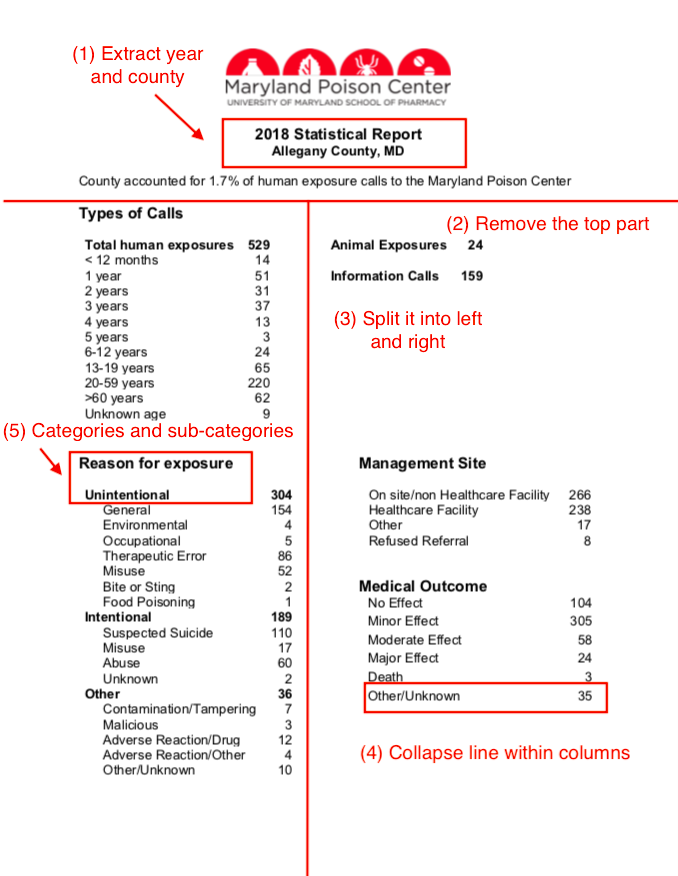 (1) Extract year
and county
Maryland Poison Center
UNIVERSITY OF MARYLAND SCHOOL OF PHARMACY
2018 Statistical Report
Allegany County, MD
County accounted for 1.7% of human exposure calls to the Maryland Poison Center
Types of Calls
(2) Remove the top part
Total human exposures 529
< 12 months 14
1 year 51
2 years 31
3 years 37
4 years 13
5 years 3
6-12 years 24
13-19 years 65
20-59 years 220
>60 years 62
Unknown age 9
Animal Exposures 24
Information Calls 159
(3) Split it into left
and right
(5) Categories and sub-categories
Reason for exposure
Unintentional 304
General 154
Environmental 4
Occupational 5
Therapeutic Error 86
Misuse 52
Bite or Sting 2
Food Poisoning 1
Intentional 189
Suspected Suicide 110
Misuse 17
Abuse 60
Unknown 2
Other 36
Contamination/Tampering 7
Malicious 3
Adverse Reaction/Drug 12
Adverse Reaction/Other 4
Other/Unknown 10
Management Site
On site/non Healthcare Facility 266
Healthcare Facility 238
Other 17
Refused Referral 8
Medical Outcome
No Effect 104
Minor Effect 305
Moderate Effect 58
Major Effect 24
Death 3
Other/Unknown 35
(4) Collapse line within columns